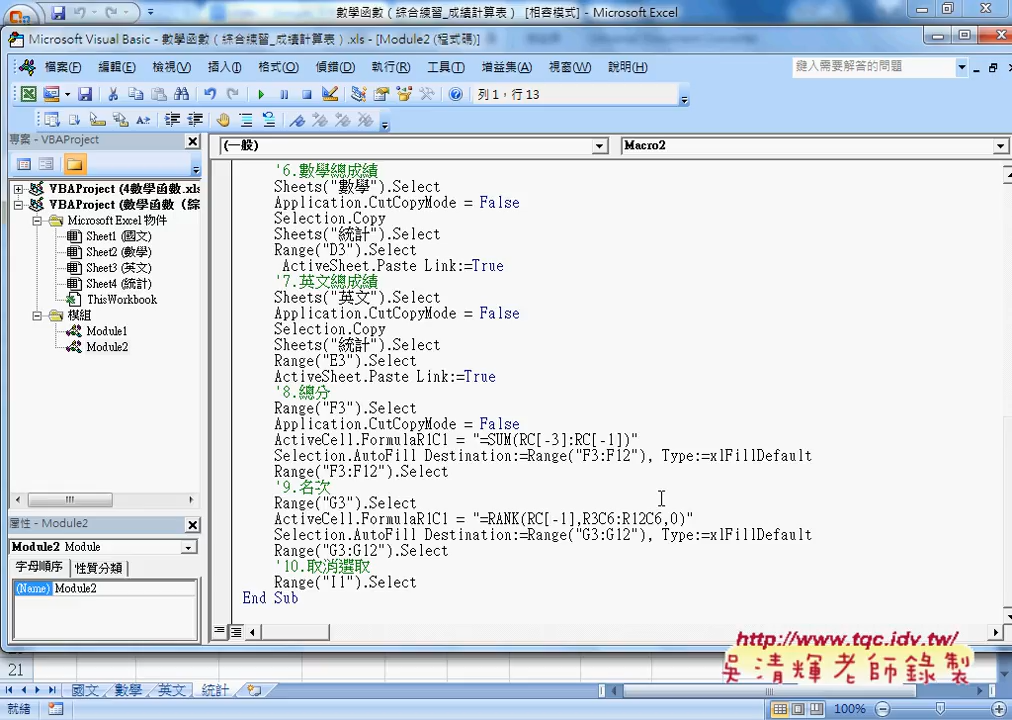 數學函數（綜合練習_成績計算表） [相容模式] - Microsoft Excel
Microsoft Visual Basic - 數學函數（綜合練習_成績計算表）.xls - [Module2 (程式碼)]
檔案(F) 編輯(E) 檢視(V) 插入(I) 格式(O) 偵錯(D) 執行(R) 工具(T) 增益集(A) 視窗(W) 說明(H) 鍵入需要解答的問題
列 1，行 13
專案 - VBAProject
(一般)
Macro2
VBAProject (4數學函數.xls
VBAProject (數學函數（綜
Microsoft Excel 物件
Sheet1 (國文)
Sheet2 (數學)
Sheet3 (英文)
Sheet4 (統計)
ThisWorkbook
模組
Module1
Module2
屬性 - Module2
Module2 Module
字母順序 性質分類
(Name) Module2
'6.數學總成績
Sheets("數學").Select
Application.CutCopyMode = False
Selection.Copy
Sheets("統計").Select
Range("D3").Select
ActiveSheet.Paste Link:=True
'7.英文總成績
Sheets("英文").Select
Application.CutCopyMode = False
Selection.Copy
Sheets("統計").Select
Range("E3").Select
ActiveSheet.Paste Link:=True
'8.總分
Range("F3").Select
Application.CutCopyMode = False
ActiveCell.FormulaR1C1 = "=SUM(RC[-3]:RC[-1])"
Selection.AutoFill Destination:=Range("F3:F12"), Type:=xlFillDefault
Range("F3:F12").Select
'9.名次
Range("G3").Select
ActiveCell.FormulaR1C1 = "=RANK(RC[-1],R3C6:R12C6,0)"
Selection.AutoFill Destination:=Range("G3:G12"), Type:=xlFillDefault
Range("G3:G12").Select
'10.取消選取
Range("I1").Select
End Sub
http://www.tqc.idv.tw/
吳清輝老師錄製
21
國文 數學 英文 統計
就緒
100%